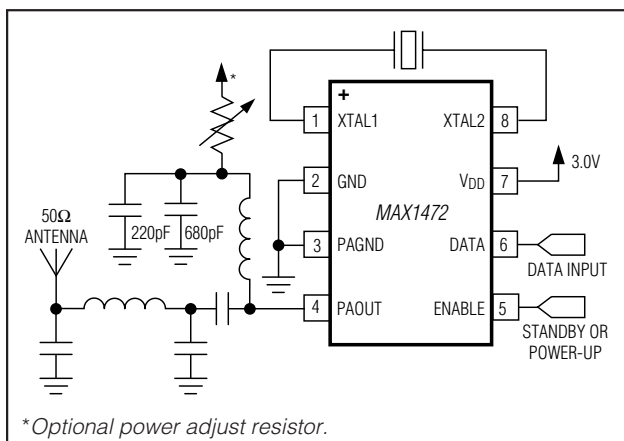 *
+
1 XTAL1 XTAL2 8
2 GND VDD 7 3.0V
MAX1472
50Ω
ANTENNA
220pF 680pF
3 PAGND DATA 6
DATA INPUT
4 PAOUT ENABLE 5
STANDBY OR
POWER-UP
*Optional power adjust resistor.